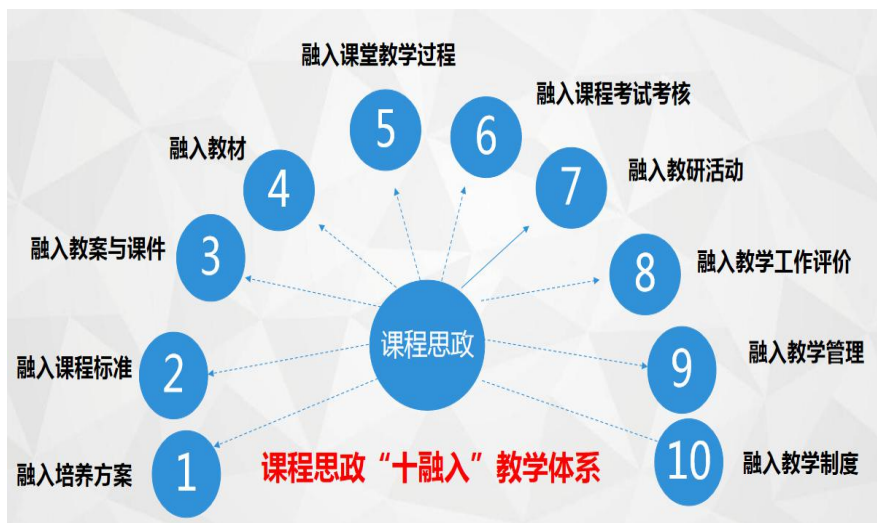 融入课堂教学过程
5
6
融入课程考试考核
融入教材
4
7
融入教研活动
融入教案与课件
3
8
融入教学工作评价
课程思政
融入课程标准
2
9
融入教学管理
融入培养方案
1
课程思政“十融入”教学体系
10
融入教学制度